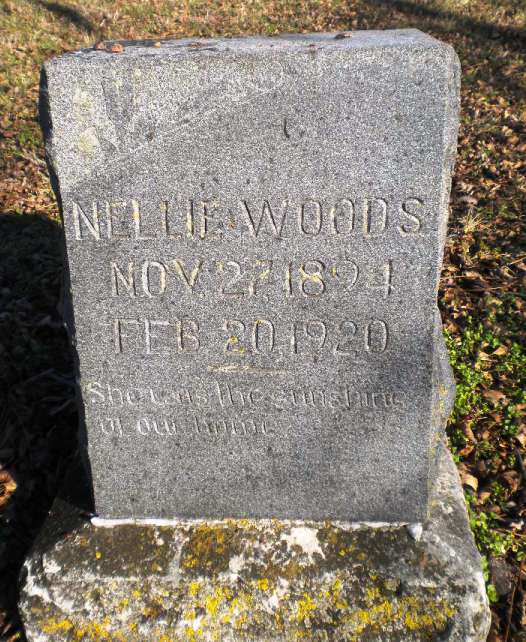 NELLIE WOODS
NOV. 27, 1894
FEB. 20, 1920
She was the sunshine
of our home